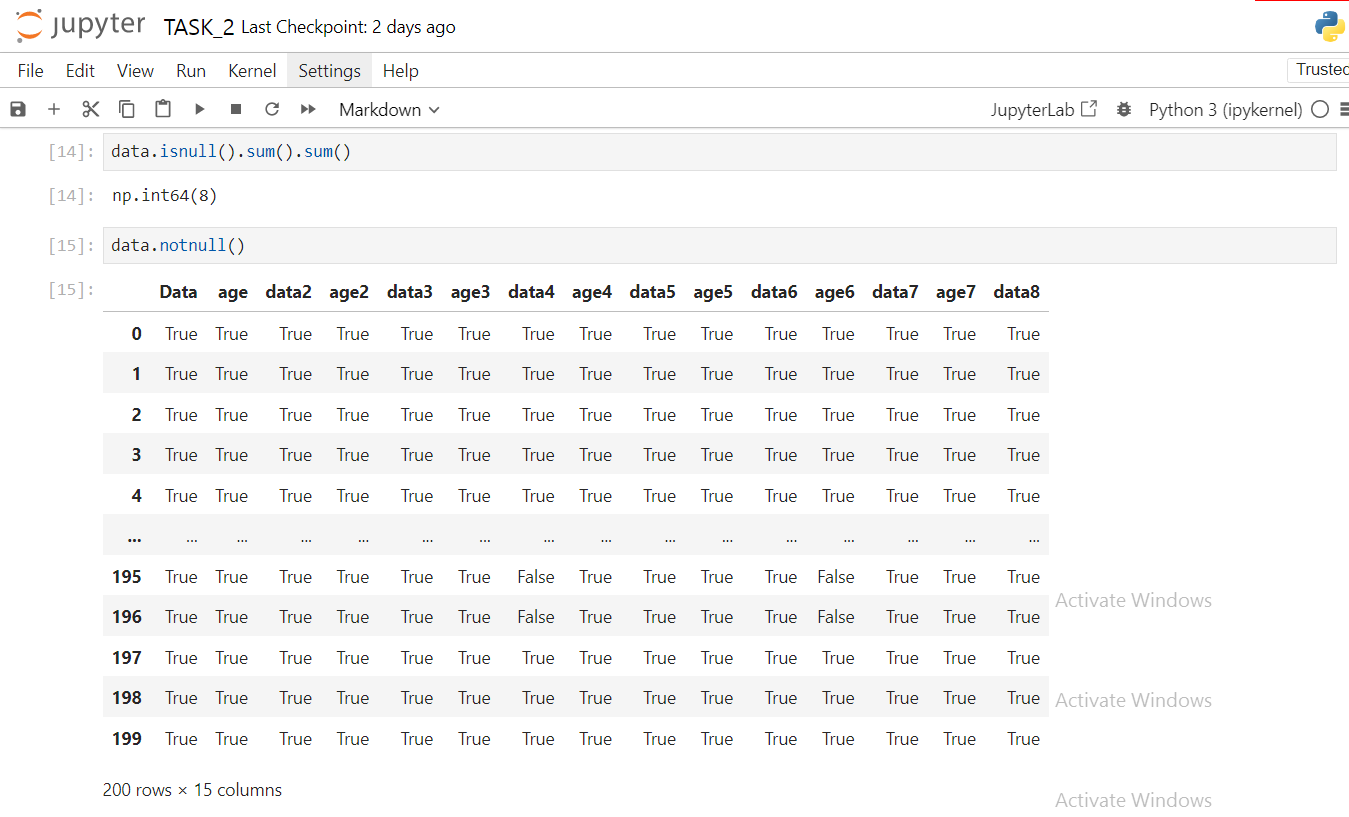 jupyter TASK_2 Last Checkpoint: 2 days ago
File Edit View Run Kernel Settings Help
Trusted
Markdown JupyterLab Python 3 (ipykernel)
[14]: data.isnull().sum().sum()
[14]: np.int64(8)
[15]: data.notnull()
[15]:
Data age data2 age2 data3 age3 data4 age4 data5 age5 data6 age6 data7 age7 data8
0 True True True True True True True True True True True True True True True
1 True True True True True True True True True True True True True True True
2 True True True True True True True True True True True True True True True
3 True True True True True True True True True True True True True True True
4 True True True True True True True True True True True True True True True
... ... ... ... ... ... ... ... ... ... ... ... ... ... ... ...
195 True True True True True True False True True True True False True True True
196 True True True True True True False True True True True False True True True
197 True True True True True True True True True True True True True True True
198 True True True True True True True True True True True True True True True
199 True True True True True True True True True True True True True True True
200 rows × 15 columns
Activate Windows
Activate Windows
Activate Windows